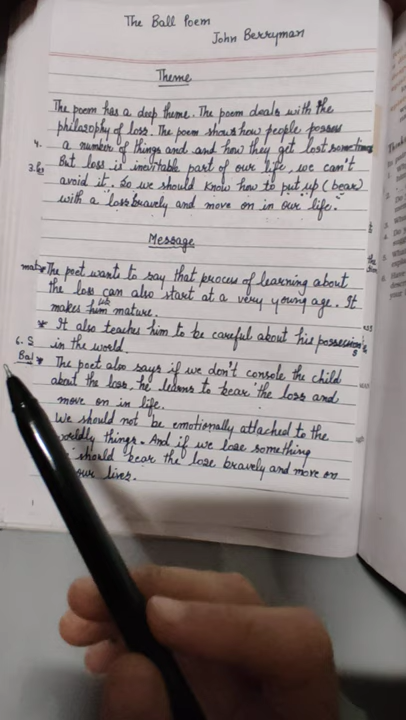 The Ball Poem
John Berryman
Theme
The poem has a deep theme. The poem deals with the
philosophy of loss. The poem shows how people possess
a number of things and and how they get lost sometimes
But loss is inevitable part of our life, we can't
avoid it. So we should know how to put up (bear)
with a loss bravely and move on in our life.
Message
The poet want to say that process of learning about
the loss can also start at a very young age. It
makes him mature.
* It also teaches him to be careful about his possession's
in the world.
* The poet also says if we don't console the child
about the loss, he learns to bear the loss and
move on in life.
We should not be emotionally attached to the
things. And if we lose something
should bear the lose bravely and move on
our lives.